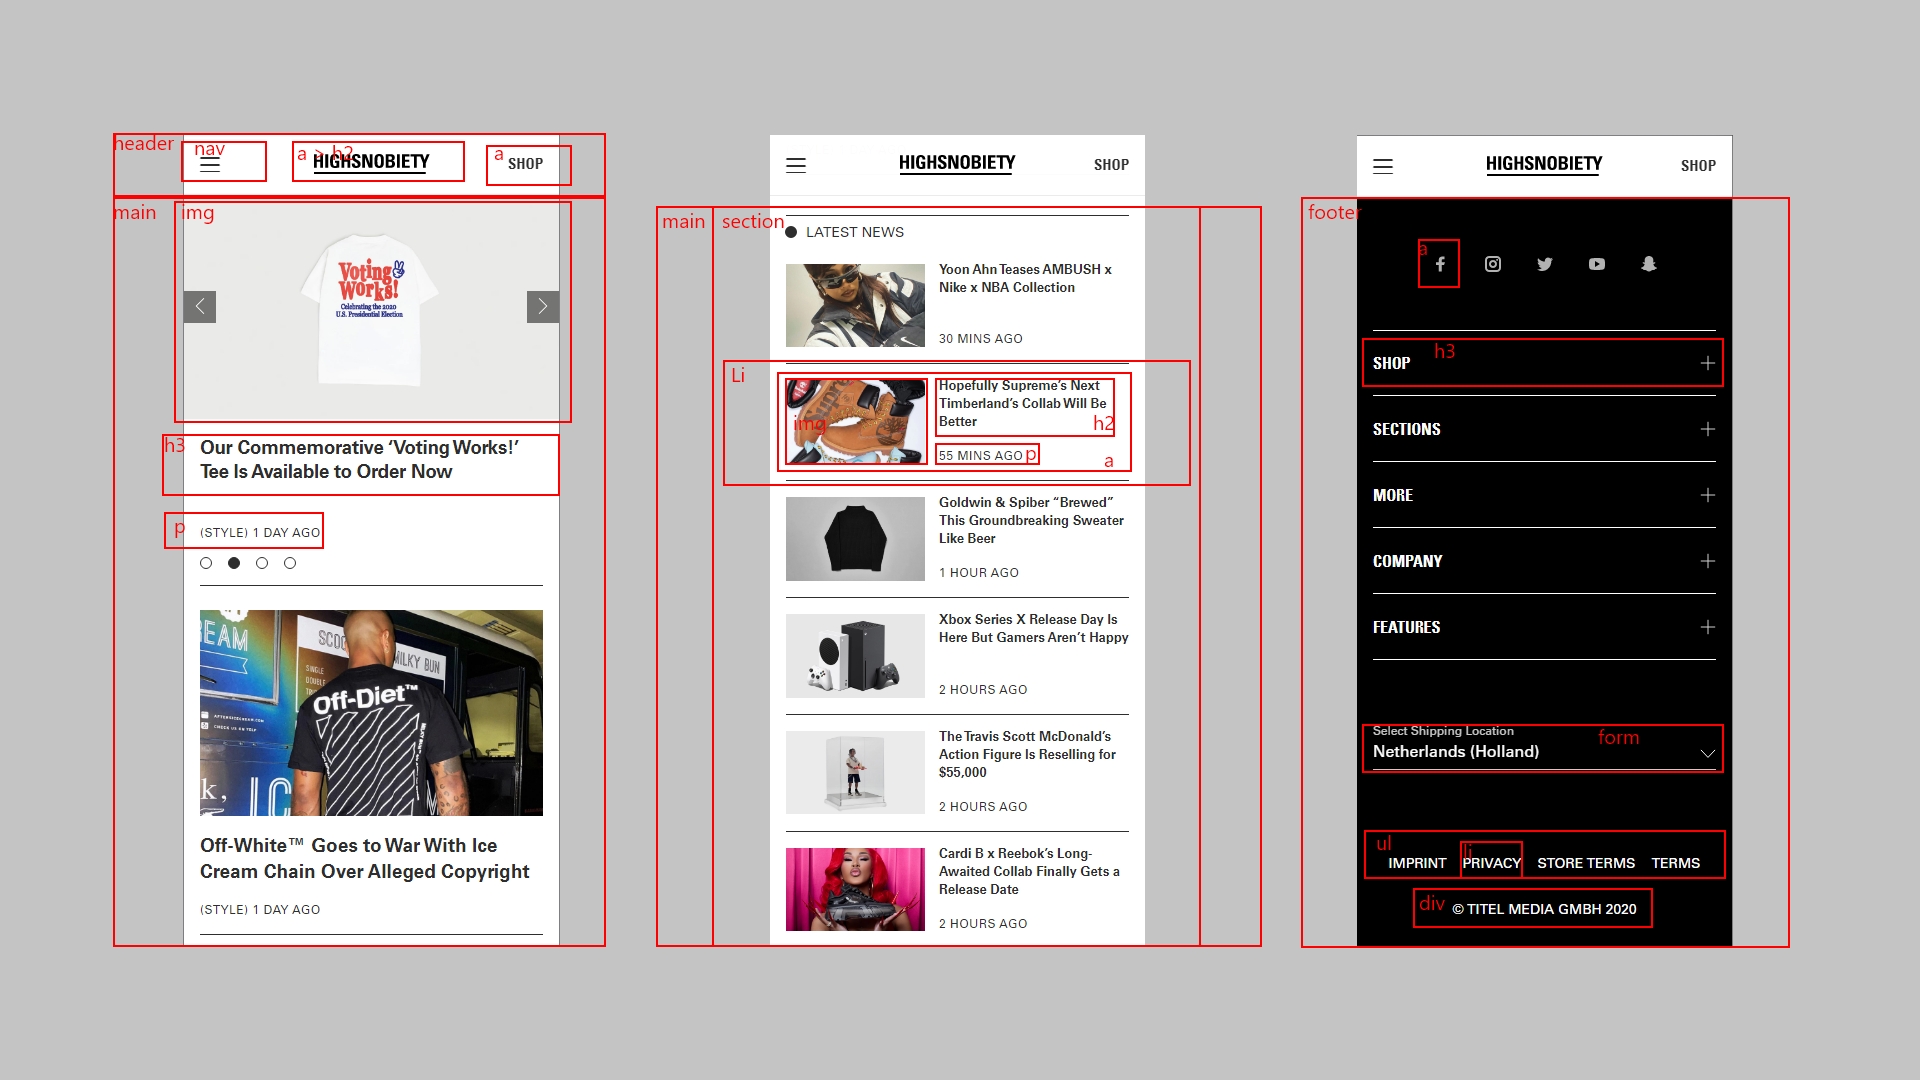 header
nav
a > h2
HIGHSNOBIETY
a
SHOP
main
img
Voting
Works!
Celebrating the 2020
U.S. Presidential Election
h3
Our Commemorative ‘Voting Works!’
Tee Is Available to Order Now
p
(STYLE) 1 DAY AGO
EAM
SCOO
MILKY BUN
SINGLE
Off-Diet™
k,
Off-White™ Goes to War With Ice
Cream Chain Over Alleged Copyright
(STYLE) 1 DAY AGO
HIGHSNOBIETY
SHOP
main
section
LATEST NEWS
Yoon Ahn Teases AMBUSH x
Nike x NBA Collection
30 MINS AGO
Li
img
Hopefully Supreme’s Next
Timberland’s Collab Will Be
Better
h2
55 MINS AGO
p
a
Goldwin & Spiber “Brewed”
This Groundbreaking Sweater
Like Beer
1 HOUR AGO
Xbox Series X Release Day Is
Here But Gamers Aren’t Happy
2 HOURS AGO
The Travis Scott McDonald’s
Action Figure Is Reselling for
$55,000
2 HOURS AGO
Cardi B x Reebok’s Long-
Awaited Collab Finally Gets a
Release Date
2 HOURS AGO
HIGHSNOBIETY
SHOP
footer
a
h3
SHOP
SECTIONS
MORE
COMPANY
FEATURES
Select Shipping Location
form
Netherlands (Holland)
ul
li
IMPRINT PRIVACY STORE TERMS TERMS
div
© TITEL MEDIA GMBH 2020